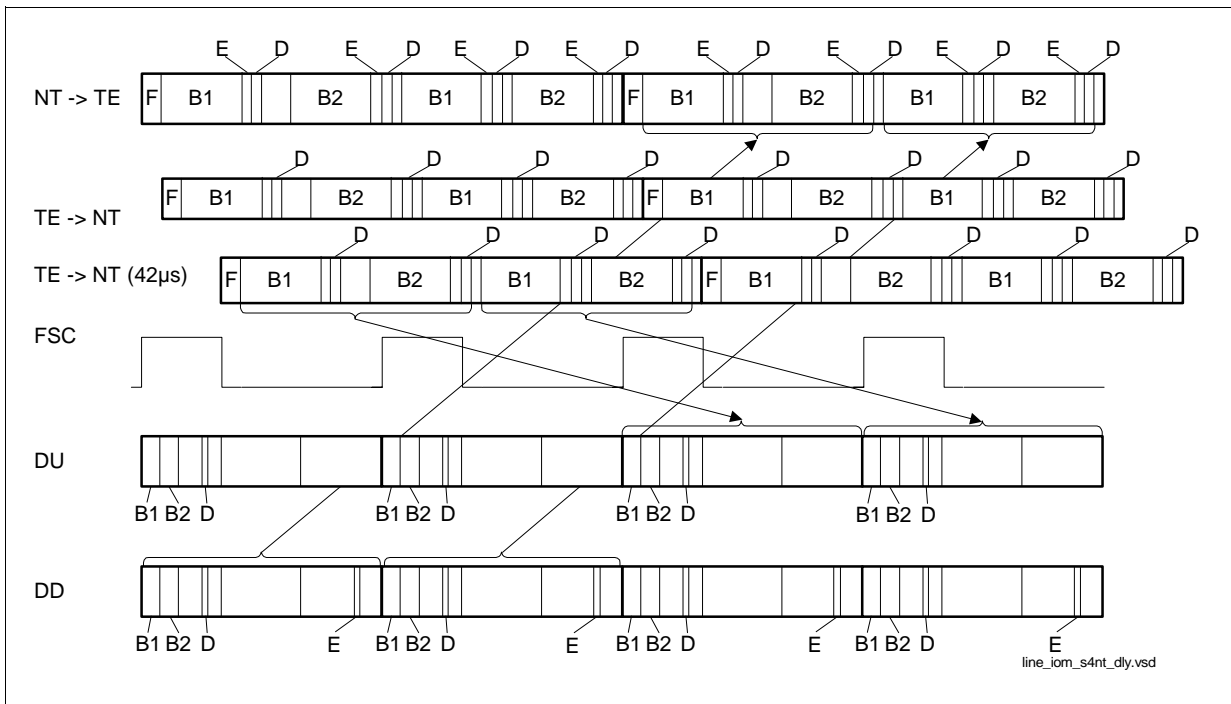 E D E D E D E D E D E D E D E D
NT -> TE F B1 B2 B1 B2 F B1 B2 B1 B2
D D D D D D D D
F B1 B2 B1 B2 F B1 B2 B1 B2
TE -> NT
D D D D D D D D
TE -> NT (42µs) F B1 B2 B1 B2 F B1 B2 B1 B2
FSC
DU
B1 B2 D B1 B2 D B1 B2 D B1 B2 D
DD
B1 B2 D E B1 B2 D E B1 B2 D E B1 B2 D E
line_iom_s4nt_dly.vsd